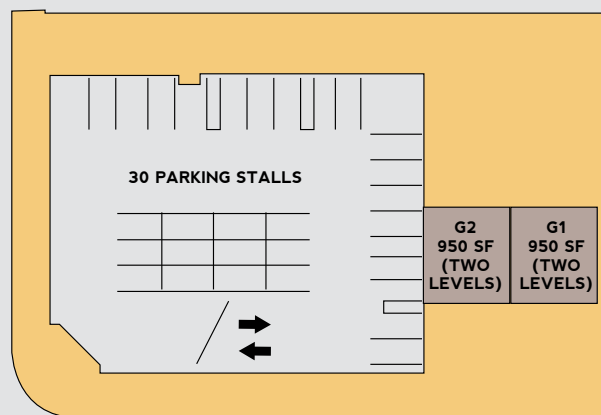 30 PARKING STALLS
G2
950 SF
(TWO
LEVELS)
G1
950 SF
(TWO
LEVELS)